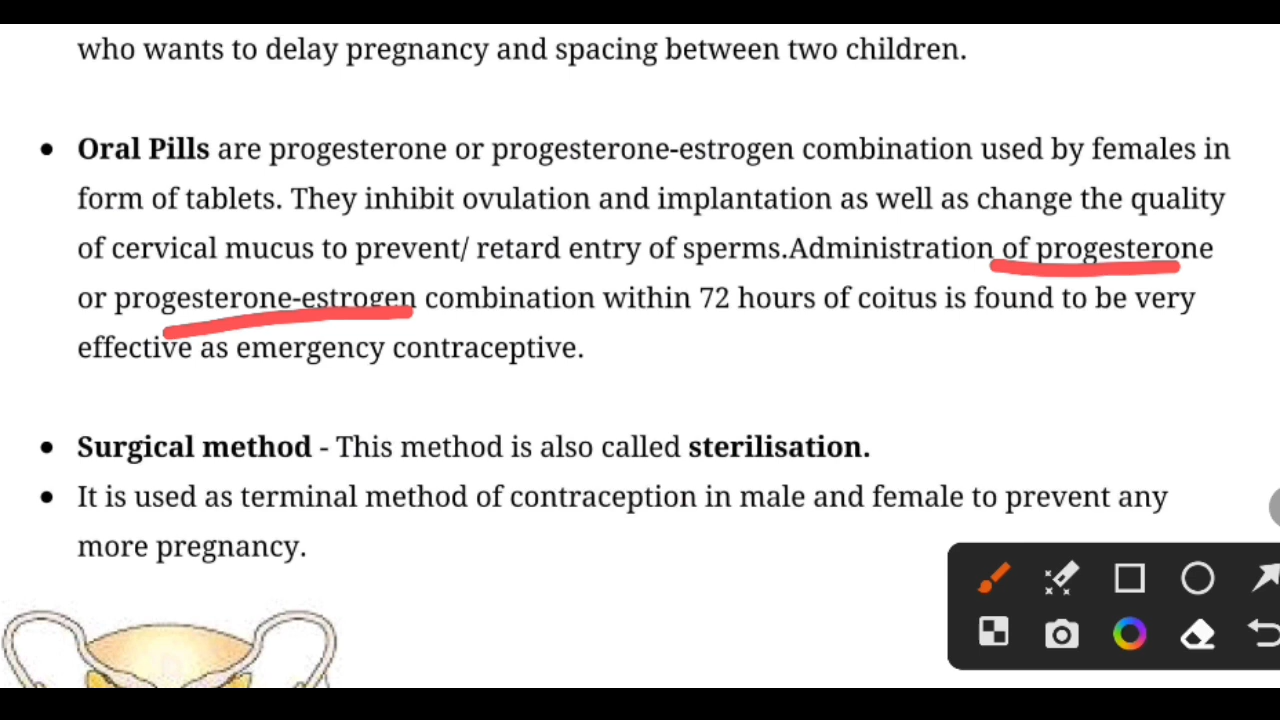 who wants to delay pregnancy and spacing between two children.
• Oral Pills are progesterone or progesterone-estrogen combination used by females in
form of tablets. They inhibit ovulation and implantation as well as change the quality
of cervical mucus to prevent/ retard entry of sperms.Administration of progesterone
or progesterone-estrogen combination within 72 hours of coitus is found to be very
effective as emergency contraceptive.
• Surgical method - This method is also called sterilisation.
• It is used as terminal method of contraception in male and female to prevent any
more pregnancy.